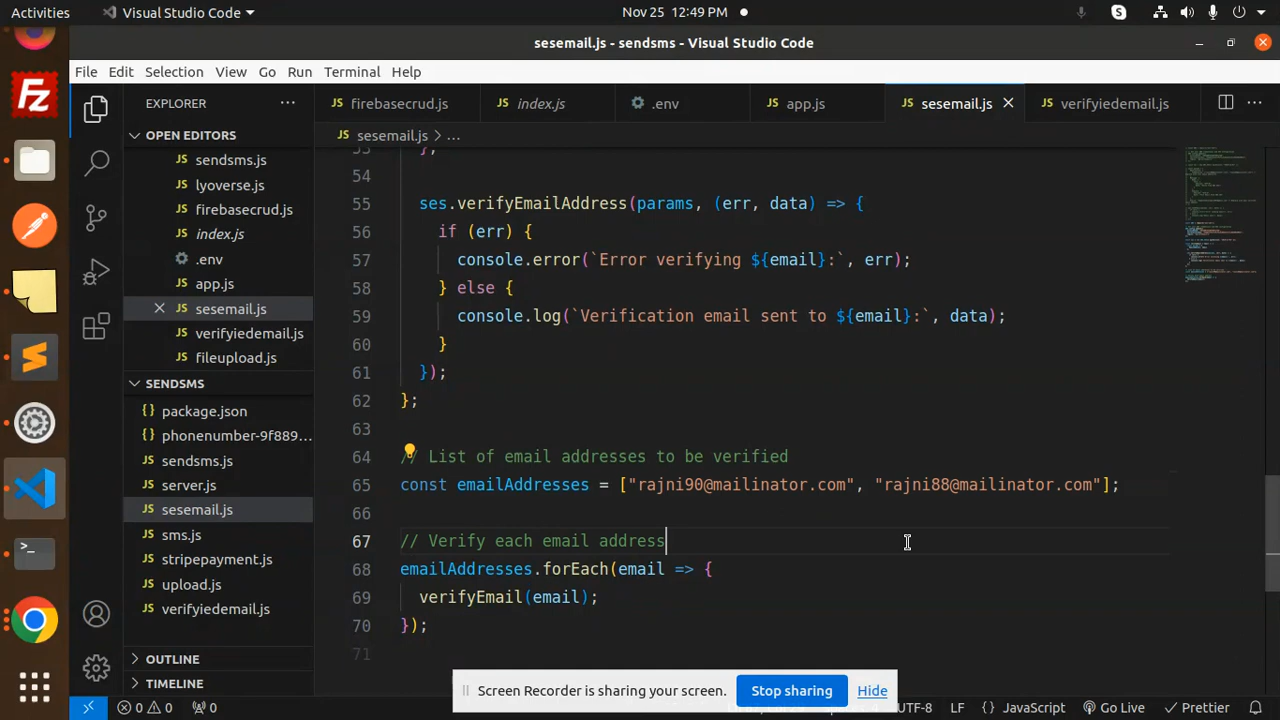 Activities
Visual Studio Code
Nov 25 12:49 PM
sesemail.js - sendsms - Visual Studio Code
File Edit Selection View Go Run Terminal Help
EXPLORER
firebasecrud.js
index.js
.env
app.js
sesemail.js
verifyiedemail.js
OPEN EDITORS
sendsms.js
lyoverse.js
firebasecrud.js
index.js
.env
app.js
sesemail.js
verifyiedemail.js
fileupload.js
SENDSMS
package.json
phonenumber-9f889...
sendsms.js
server.js
sesemail.js
sms.js
stripepayment.js
upload.js
verifyiedemail.js
OUTLINE
TIMELINE
sesemail.js > ...
53 };
54
55 ses.verifyEmailAddress(params, (err, data) => {
56 if (err) {
57 console.error(`Error verifying ${email}:`, err);
58 } else {
59 console.log(`Verification email sent to ${email}:`, data);
60 }
61 });
62 };
63
64 // List of email addresses to be verified
65 const emailAddresses = ["rajni90@mailinator.com", "rajni88@mailinator.com"];
66
67 // Verify each email address
68 emailAddresses.forEach(email => {
69 verifyEmail(email);
70 });
71
Screen Recorder is sharing your screen.
Stop sharing
Hide
0 0 0
UTF-8 LF {} JavaScript Go Live Prettier